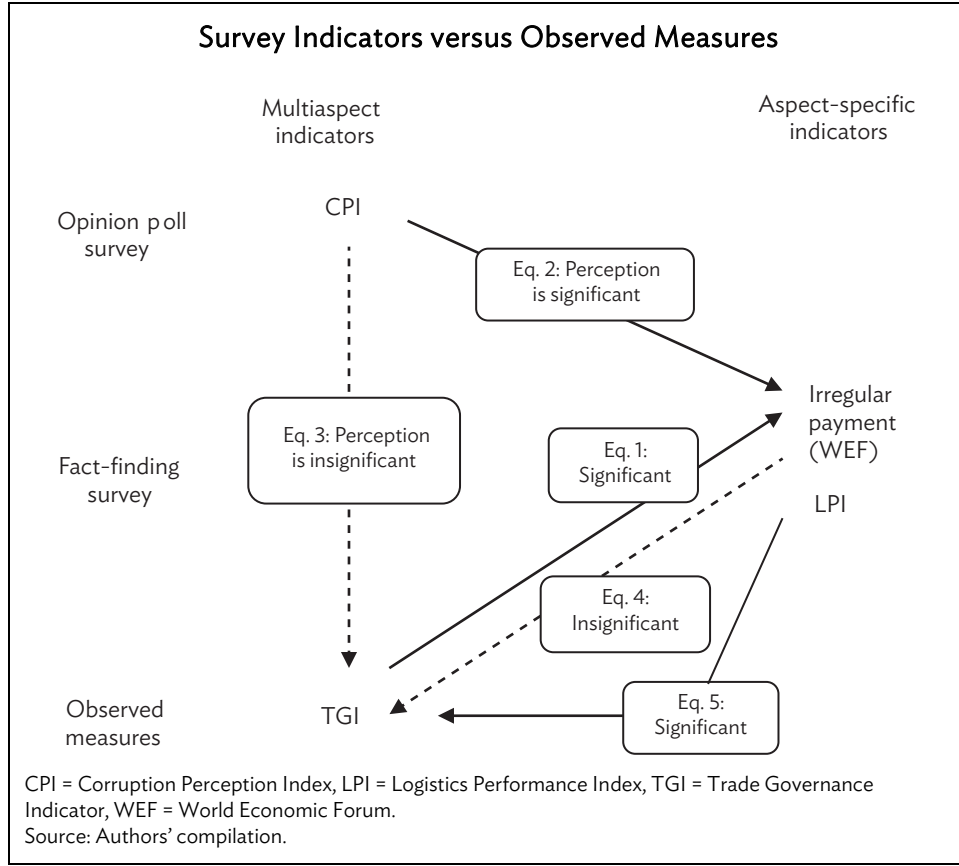 Survey Indicators versus Observed Measures
Multiaspect
indicators
Aspect-specific
indicators
Opinion poll
survey
CPI
Eq. 2: Perception
is significant
Irregular
payment
(WEF)
Eq. 3: Perception
is insignificant
Eq. 1:
Significant
Fact-finding
survey
LPI
Eq. 4:
Insignificant
Observed
measures
TGI
Eq. 5:
Significant
CPI = Corruption Perception Index, LPI = Logistics Performance Index, TGI = Trade Governance
Indicator, WEF = World Economic Forum.
Source: Authors’ compilation.